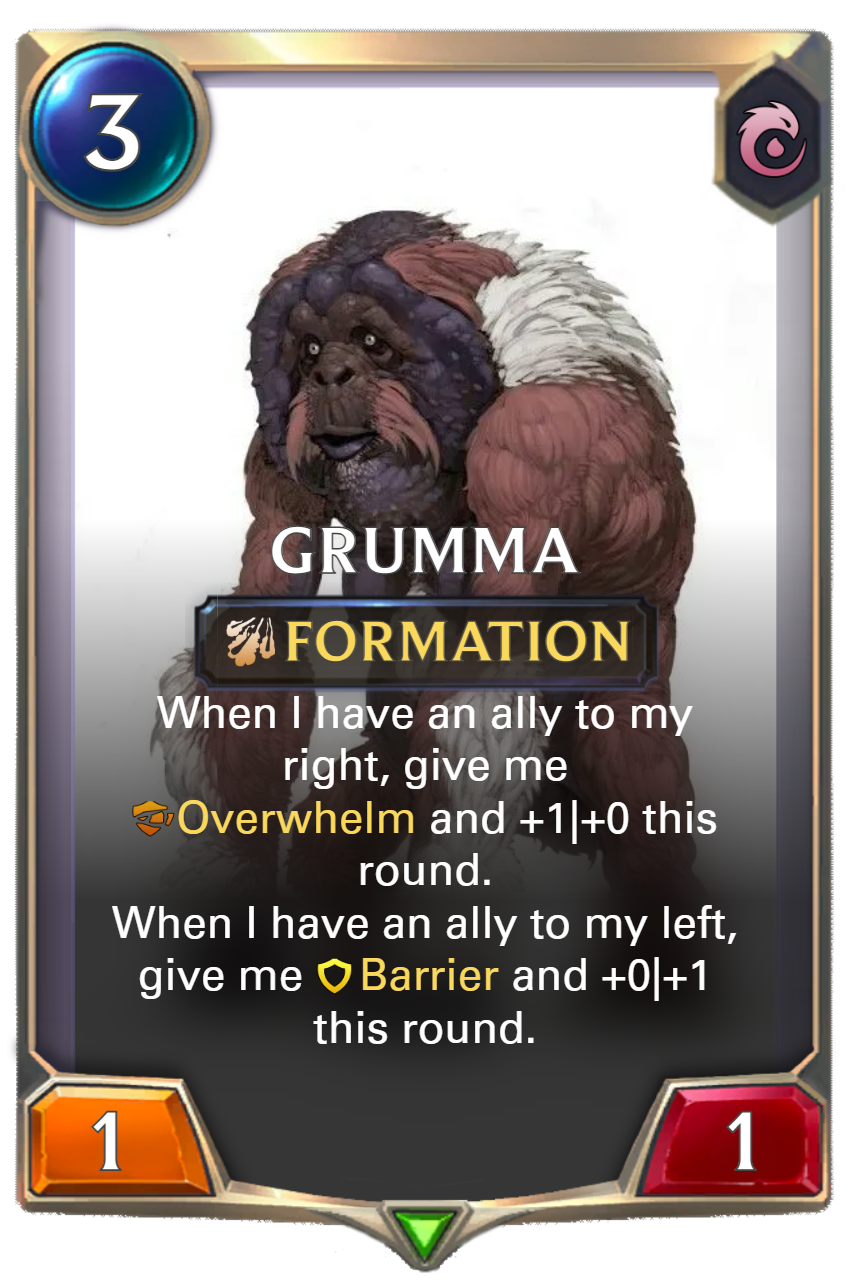 3
GRUMMA
FORMATION
When I have an ally to my
right, give me
Overwhelm and +1|+0 this
round.
When I have an ally to my left,
give me Barrier and +0|+1
this round.
1
1